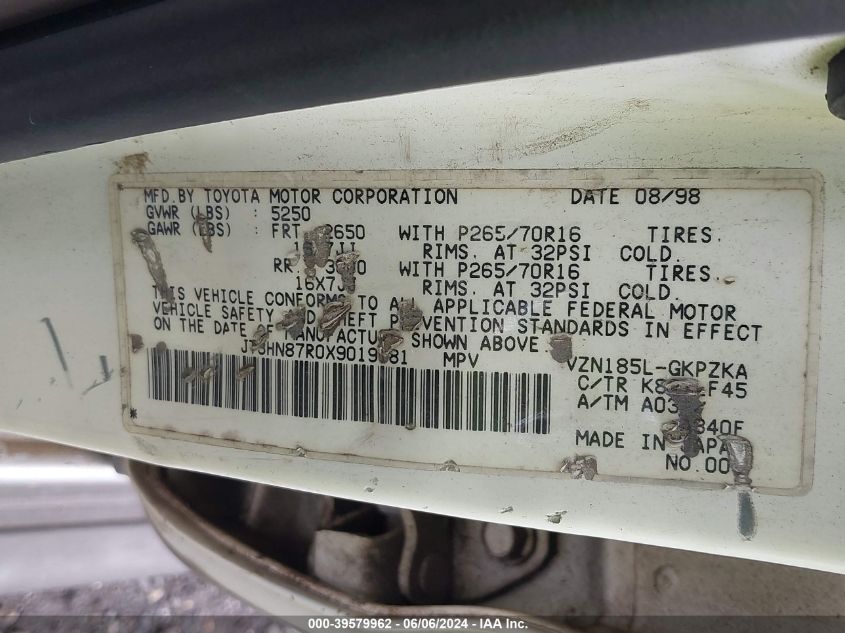 MFD.BY TOYOTA MOTOR CORPORATION DATE 08/98
GVWR (LBS) : 5250
GAWR (LBS) : FRT 2650 WITH P265/70R16 TIRES.
RIMS. AT 32PSI COLD.
RR WITH P265/70R16 TIRES.
16X7JJ RIMS. AT 32PSI COLD.
THIS VEHICLE CONFORMS TO ALL APPLICABLE FEDERAL MOTOR
VEHICLE SAFETY AND THEFT PREVENTION STANDARDS IN EFFECT
ON THE DATE OF MANUFACTURE SHOWN ABOVE.
MPV VZN185L-GKPZKA
C/TR
A/TM
MADE IN JAPAN
NO.00
000-39579962 - 06/06/2024 - IEEA Inc.